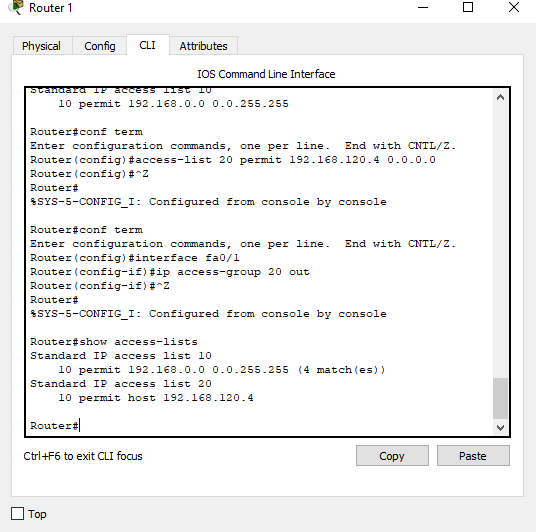 Router 1
Physical Config CLI Attributes
IOS Command Line Interface
Standard IP access list 10
10 permit 192.168.0.0 0.0.255.255
Router#conf term
Enter configuration commands, one per line. End with CNTL/Z.
Router(config)#access-list 20 permit 192.168.120.4 0.0.0.0
Router(config)#^Z
Router#
%SYS-5-CONFIG_I: Configured from console by console
Router#conf term
Enter configuration commands, one per line. End with CNTL/Z.
Router(config)#interface fa0/1
Router(config-if)#ip access-group 20 out
Router(config-if)#^Z
Router#
%SYS-5-CONFIG_I: Configured from console by console
Router#show access-lists
Standard IP access list 10
10 permit 192.168.0.0 0.0.255.255 (4 match(es))
Standard IP access list 20
10 permit host 192.168.120.4
Router#
Ctrl+F6 to exit CLI focus
Copy Paste
Top